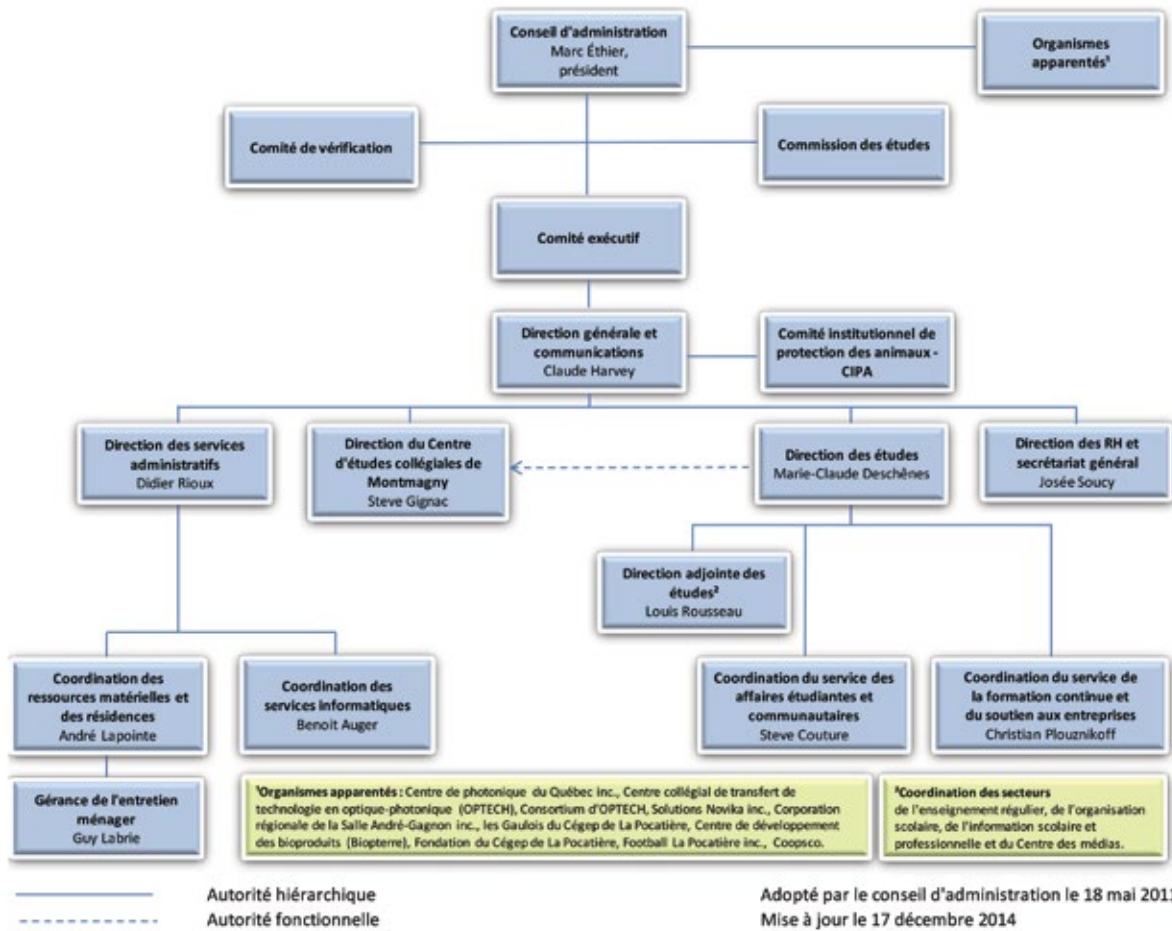 Conseil d'administration
Marc Éthier,
président
Organismes
apparentés¹
Comité de vérification
Commission des études
Comité exécutif
Direction générale et
communications
Claude Harvey
Comité institutionnel de
protection des animaux -
CIPA
Direction des services
administratifs
Didier Rioux
Direction du Centre
d'études collégiales de
Montmagny
Steve Gignac
Direction des études
Marie-Claude Deschênes
Direction des RH et
secrétariat général
Josée Soucy
Direction adjointe des
études²
Louis Rousseau
Coordination des
ressources matérielles et
des résidences
André Lapointe
Coordination des
services informatiques
Benoit Auger
Coordination du service des
affaires étudiantes et
communautaires
Steve Couture
Coordination du service de
la formation continue et
du soutien aux entreprises
Christian Plouznikoff
Gérance de l'entretien
ménager
Guy Labrie
¹Organismes apparentés : Centre de photonique du Québec inc., Centre collégial de transfert de
technologie en optique-photonique (OPTECH), Consortium d'OPTECH, Solutions Novika inc., Corporation
régionale de la Salle André-Gagnon inc., les Gaulois du Cégep de La Pocatière, Centre de développement
des bioproduits (Biopterre), Fondation du Cégep de La Pocatière, Football La Pocatière inc., Coopsco.
²Coordination des secteurs
de l'enseignement régulier, de l'organisation
scolaire, de l'information scolaire et
professionnelle et du Centre des médias.
Autorité hiérarchique
Autorité fonctionnelle
Adopté par le conseil d'administration le 18 mai 2011
Mise à jour le 17 décembre 2014